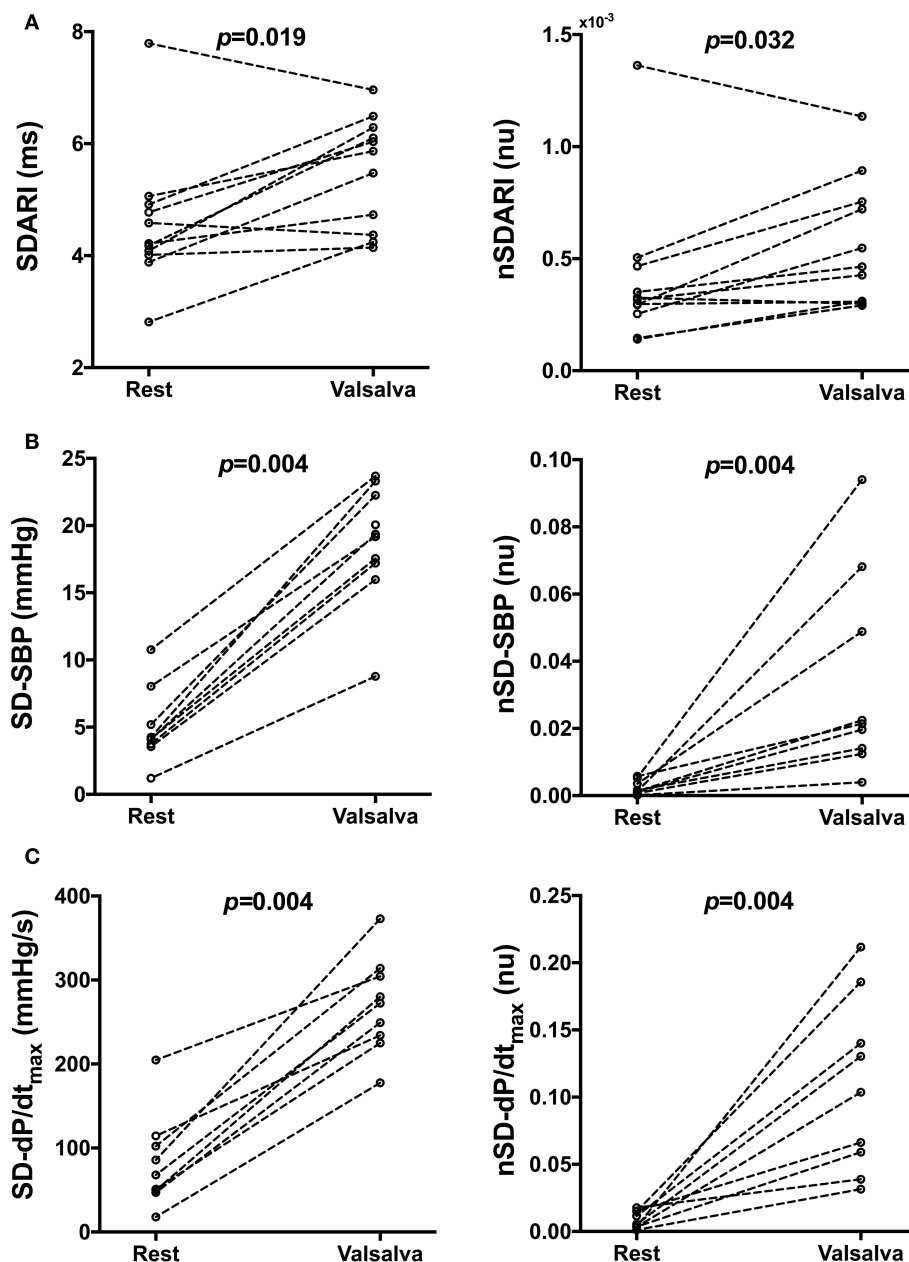 A
p=0.019
SDARI (ms)
8
6
4
2
Rest Valsalva
x10-3
p=0.032
nSDARI (nu)
1.5
1.0
0.5
0.0
Rest Valsalva
B
p=0.004
SD-SBP (mmHg)
25
20
15
10
5
0
Rest Valsalva
p=0.004
nSD-SBP (nu)
0.10
0.08
0.06
0.04
0.02
0.00
Rest Valsalva
C
p=0.004
SD-dP/dtmax (mmHg/s)
400
300
200
100
0
Rest Valsalva
p=0.004
nSD-dP/dtmax (nu)
0.25
0.20
0.15
0.10
0.05
0.00
Rest Valsalva